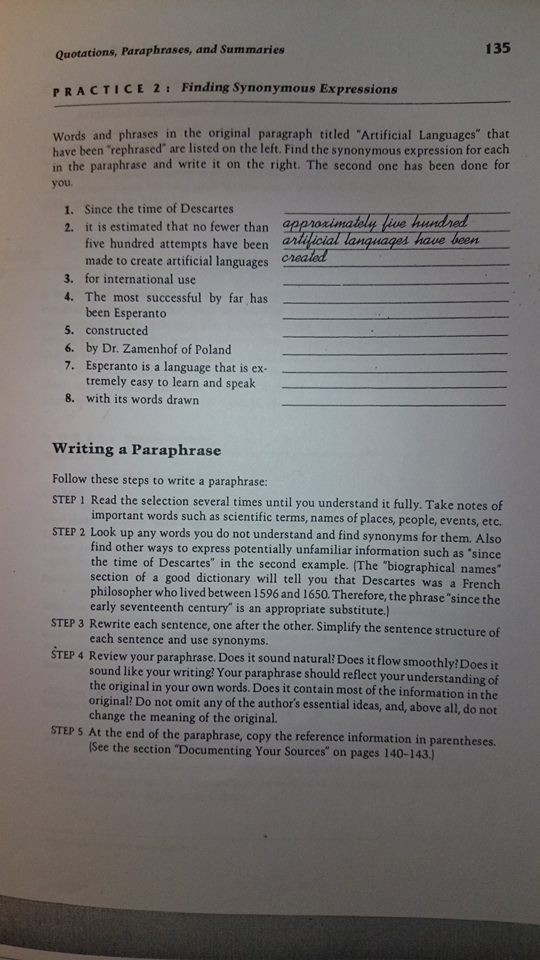 Quotations, Paraphrases, and Summaries 135
PRACTICE 2: Finding Synonymous Expressions
Words and phrases in the original paragraph titled "Artificial Languages" that
have been "rephrased" are listed on the left. Find the synonymous expression for each
in the paraphrase and write it on the right. The second one has been done for
you.
1. Since the time of Descartes
2. it is estimated that no fewer than approximately five hundred
five hundred attempts have been artificial languages have been
made to create artificial languages created
3. for international use
4. The most successful by far has
been Esperanto
5. constructed
6. by Dr. Zamenhof of Poland
7. Esperanto is a language that is ex-
tremely easy to learn and speak
8. with its words drawn
Writing a Paraphrase
Follow these steps to write a paraphrase:
STEP 1 Read the selection several times until you understand it fully. Take notes of
important words such as scientific terms, names of places, people, events, etc.
STEP 2 Look up any words you do not understand and find synonyms for them. Also
find other ways to express potentially unfamiliar information such as "since
the time of Descartes" in the second example. (The "biographical names"
section of a good dictionary will tell you that Descartes was a French
philosopher who lived between 1596 and 1650. Therefore, the phrase "since the
early seventeenth century" is an appropriate substitute.)
STEP 3 Rewrite each sentence, one after the other. Simplify the sentence structure of
each sentence and use synonyms.
STEP 4 Review your paraphrase. Does it sound natural? Does it flow smoothly? Does it
sound like your writing? Your paraphrase should reflect your understanding of
the original in your own words. Does it contain most of the information in the
original? Do not omit any of the author's essential ideas, and, above all, do not
change the meaning of the original.
STEP 5 At the end of the paraphrase, copy the reference information in parentheses.
(See the section "Documenting Your Sources" on pages 140–143.)